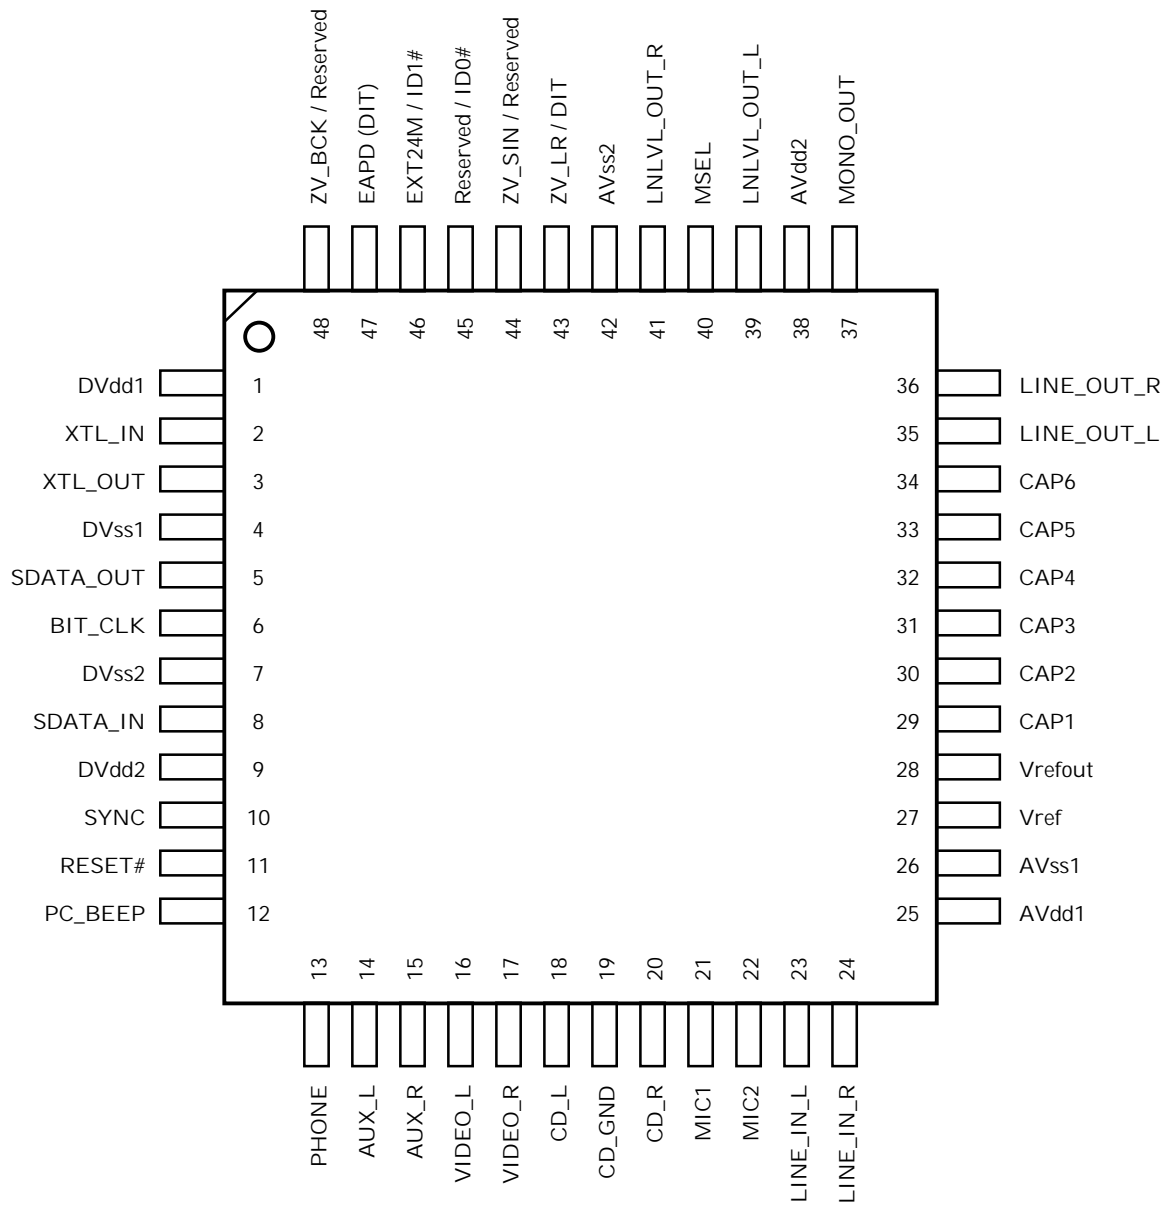 ZV_BCK / Reserved
EAPD (DIT)
EXT24M / ID1#
Reserved / ID0#
ZV_SIN / Reserved
ZV_LR / DIT
AVss2
LNLVL_OUT_R
MSEL
LNLVL_OUT_L
AVdd2
MONO_OUT
48
47
46
45
44
43
42
41
40
39
38
37
DVdd1 1
XTL_IN 2
XTL_OUT 3
DVss1 4
SDATA_OUT 5
BIT_CLK 6
DVss2 7
SDATA_IN 8
DVdd2 9
SYNC 10
RESET# 11
PC_BEEP 12
36 LINE_OUT_R
35 LINE_OUT_L
34 CAP6
33 CAP5
32 CAP4
31 CAP3
30 CAP2
29 CAP1
28 Vrefout
27 Vref
26 AVss1
25 AVdd1
13
14
15
16
17
18
19
20
21
22
23
24
PHONE
AUX_L
AUX_R
VIDEO_L
VIDEO_R
CD_L
CD_GND
CD_R
MIC1
MIC2
LINE_IN_L
LINE_IN_R